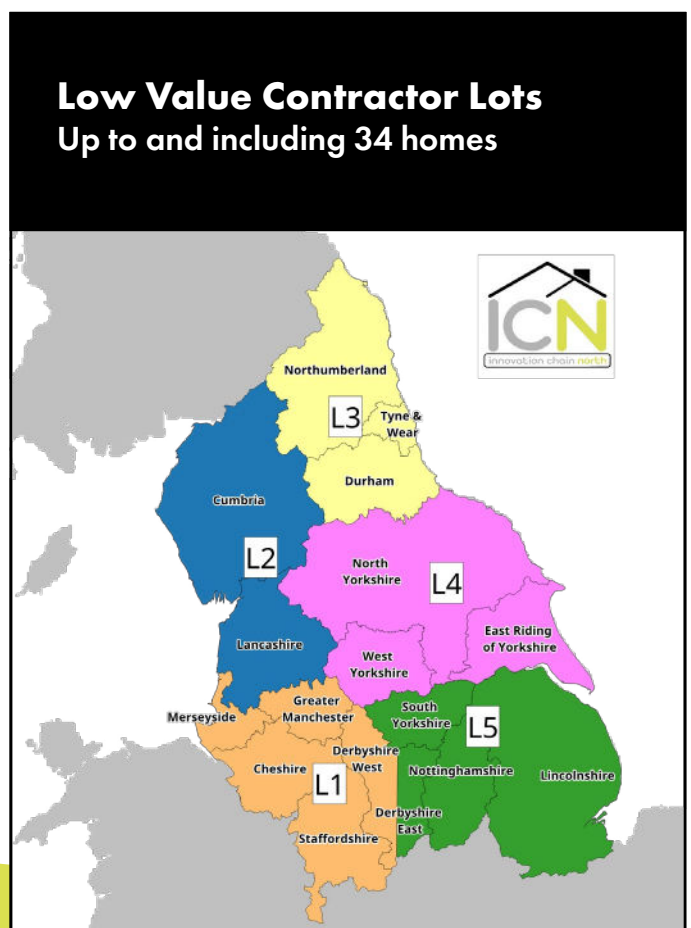 Low Value Contractor Lots
Up to and including 34 homes
ICN
innovation chain north
Northumberland
L3
Tyne &
Wear
Durham
Cumbria
L2
North
Yorkshire
L4
East Riding
of Yorkshire
Lancashire
West
Yorkshire
Merseyside
Greater
Manchester
South
Yorkshire
L5
Cheshire
L1
Derbyshire
West
Nottinghamshire
Lincolnshire
Derbyshire
East
Staffordshire